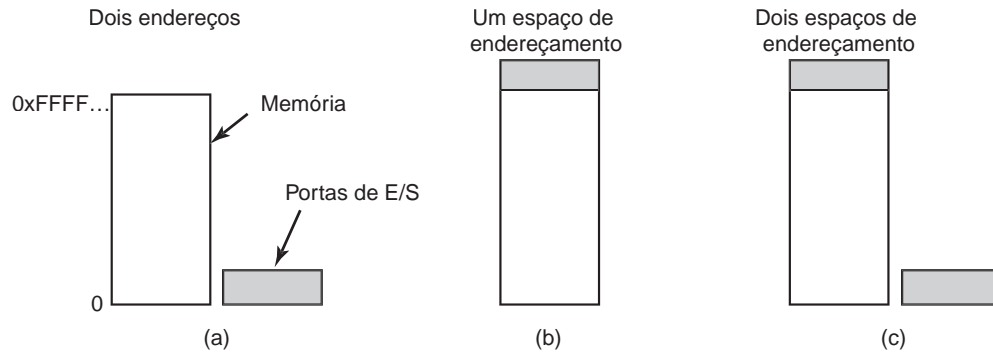 Dois endereços
Um espaço de
endereçamento
Dois espaços de
endereçamento
0xFFFF…
Memória
Portas de E/S
0
(a)
(b)
(c)